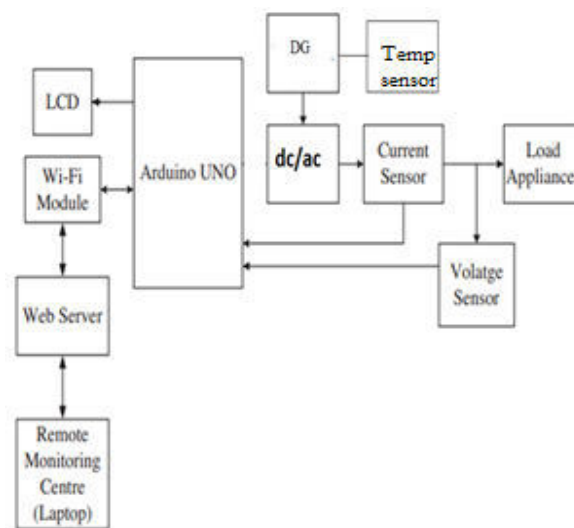 DG
Temp
sensor
LCD
Arduino UNO
dc/ac
Current
Sensor
Load
Appliance
Wi-Fi
Module
Volatge
Sensor
Web Server
Remote
Monitoring
Centre
(Laptop)